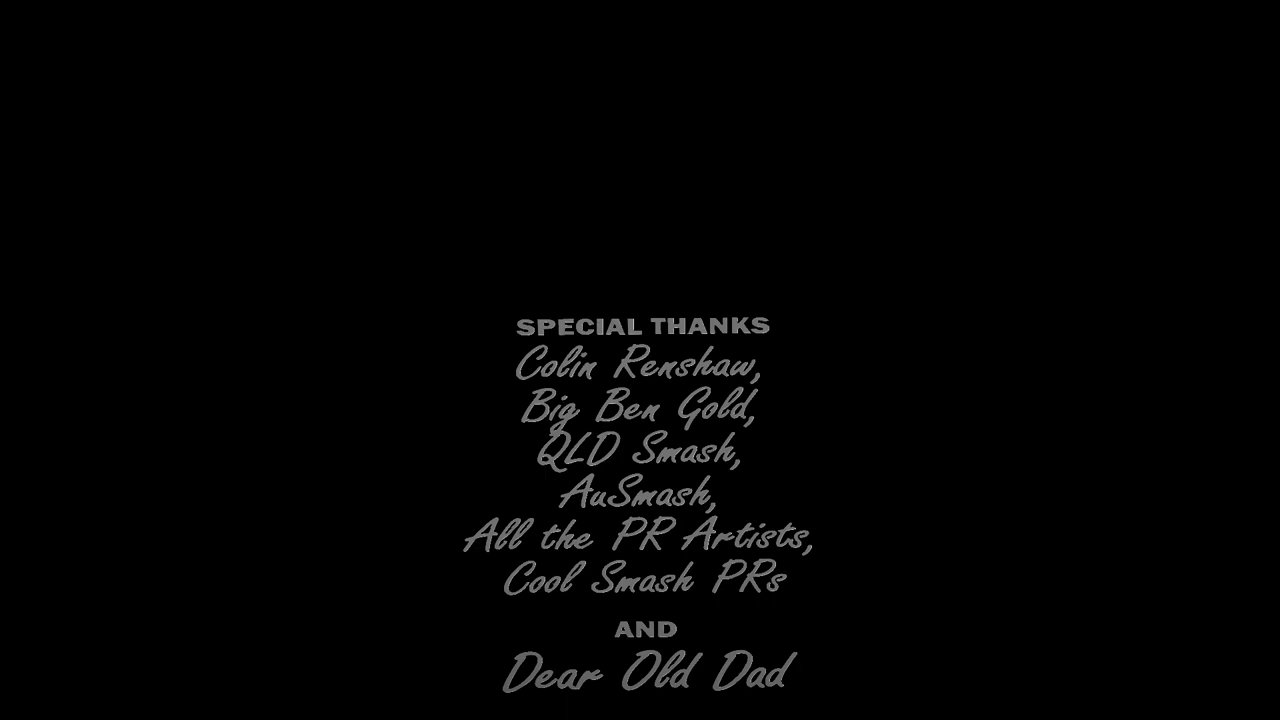 SPECIAL THANKS
Colin Renshaw,
Big Ben Gold,
QLD Smash,
AuSmash,
All the PR Artists,
Cool Smash PRs
AND
Dear Old Dad